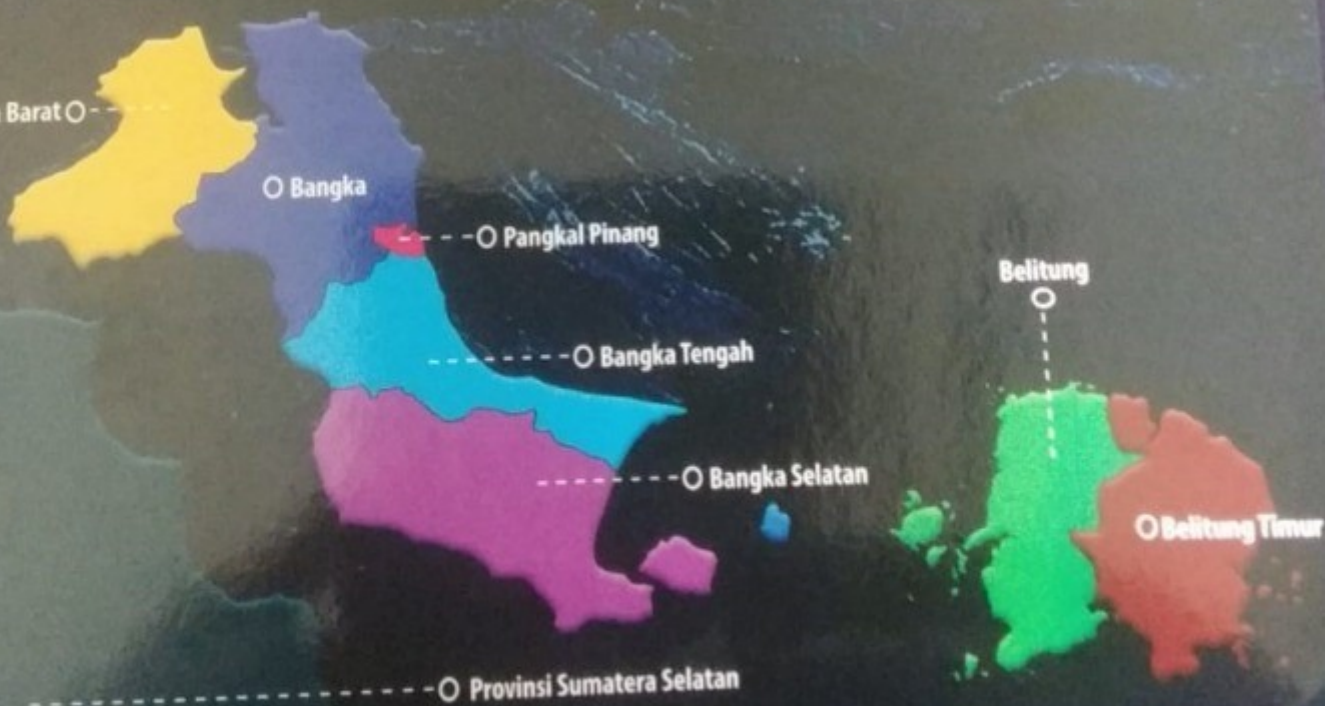 Barat
Bangka
Pangkal Pinang
Belitung
Bangka Tengah
Bangka Selatan
Belitung Timur
Provinsi Sumatera Selatan